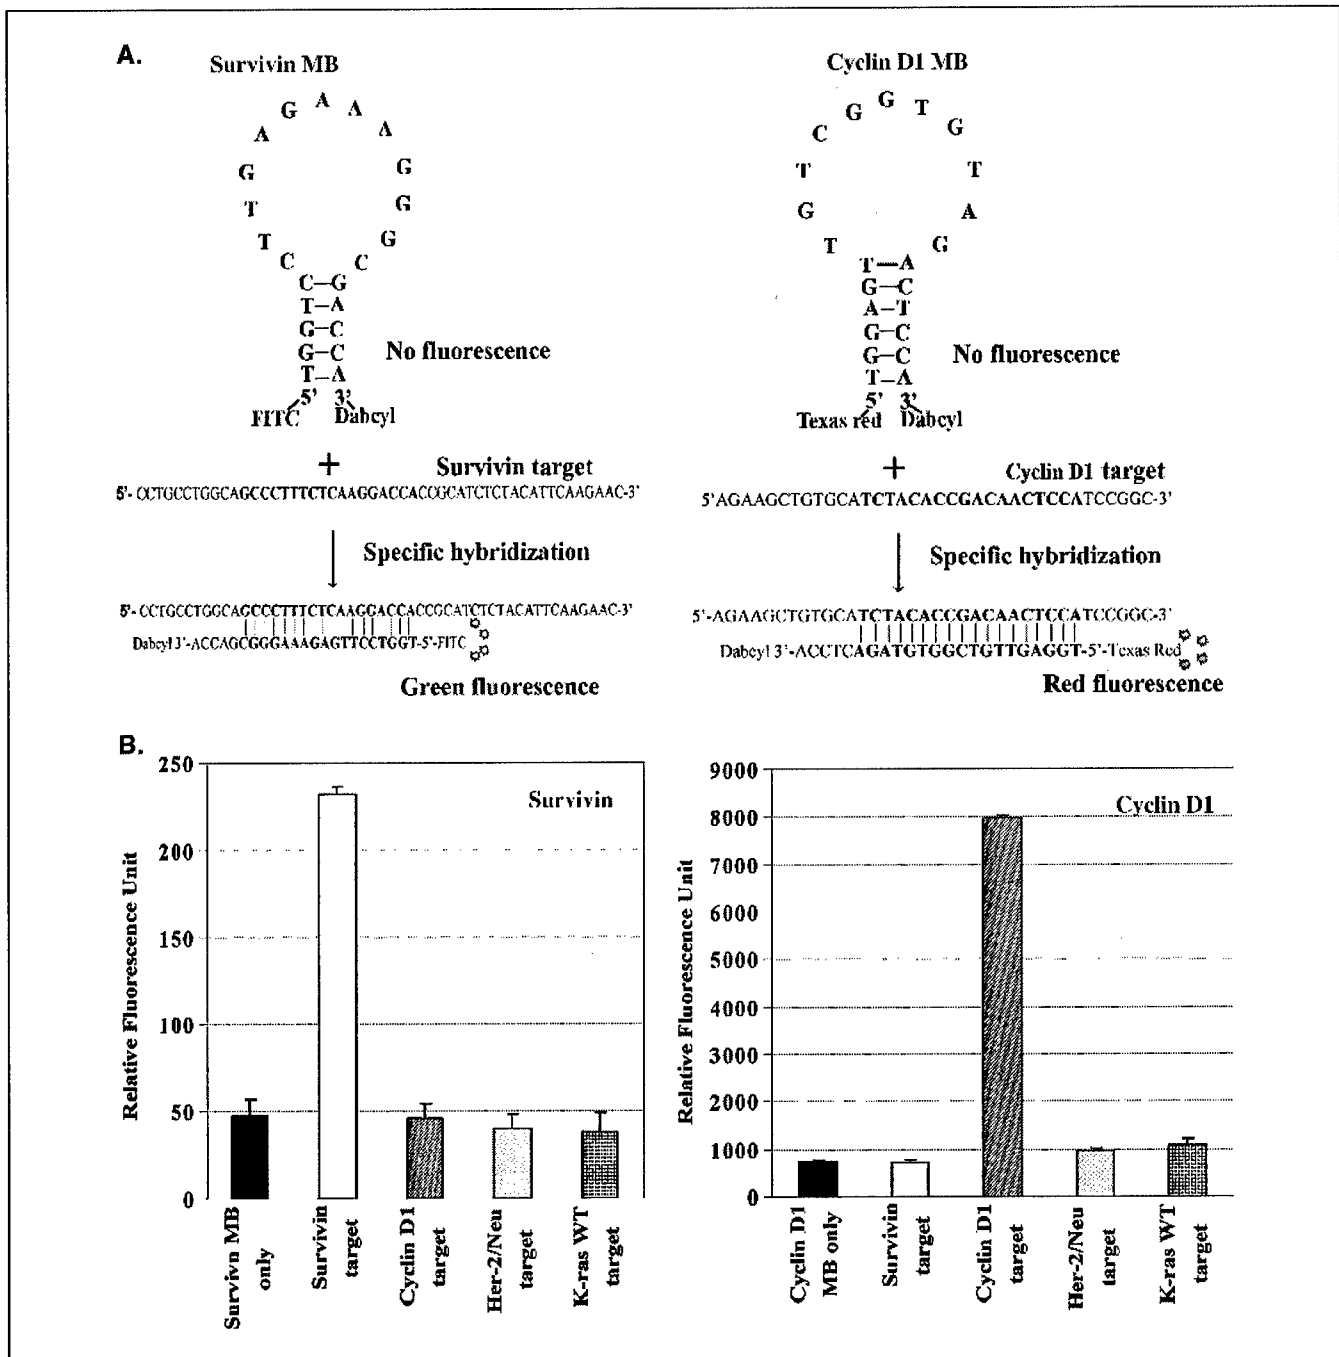 A.
Survivin MB
G A A A
A G
G G
T G
T G
C C
C–G
T–A
G–C
G–C
T–A
5' 3'
FITC Dabcyl
No fluorescence
+
Survivin target
5'- CCTGCCTGGCAGCCCTTTCTCAAGGACCACCGCATCTCTACATTCAAGAAC-3'
Specific hybridization
5'- CCTGCCTGGCAGCCCTTTCTCAAGGACCACCGCATCTCTACATTCAAGAAC-3'
Dabcyl 3'-ACCAGCGGGAAAGAGTTCCTGGT-5'-FITC
Green fluorescence
Cyclin D1 MB
G G T
C G
T T
G A
T G
T–A
G–C
A–T
G–C
G–C
T–A
5' 3'
Texas red Dabcyl
No fluorescence
+
Cyclin D1 target
5'AGAAGCTGTGCATCTACACCGACAACTCCATCCGGC-3'
Specific hybridization
5'-AGAAGCTGTGCATCTACACCGACAACTCCATCCGGC-3'
Dabcyl 3'-ACCTCAGATGTGGCTGTTGAGGT-5'-Texas Red
Red fluorescence
B.
Survivin
Relative Fluorescence Unit
250
200
150
100
50
0
Survivn MB only
Survivin target
Cyclin D1 target
Her-2/Neu target
K-ras WT target
Cyclin D1
Relative Fluorescence Unit
9000
8000
7000
6000
5000
4000
3000
2000
1000
0
Cyclin D1 MB only
Survivin target
Cyclin D1 target
Her-2/Neu target
K-ras WT target